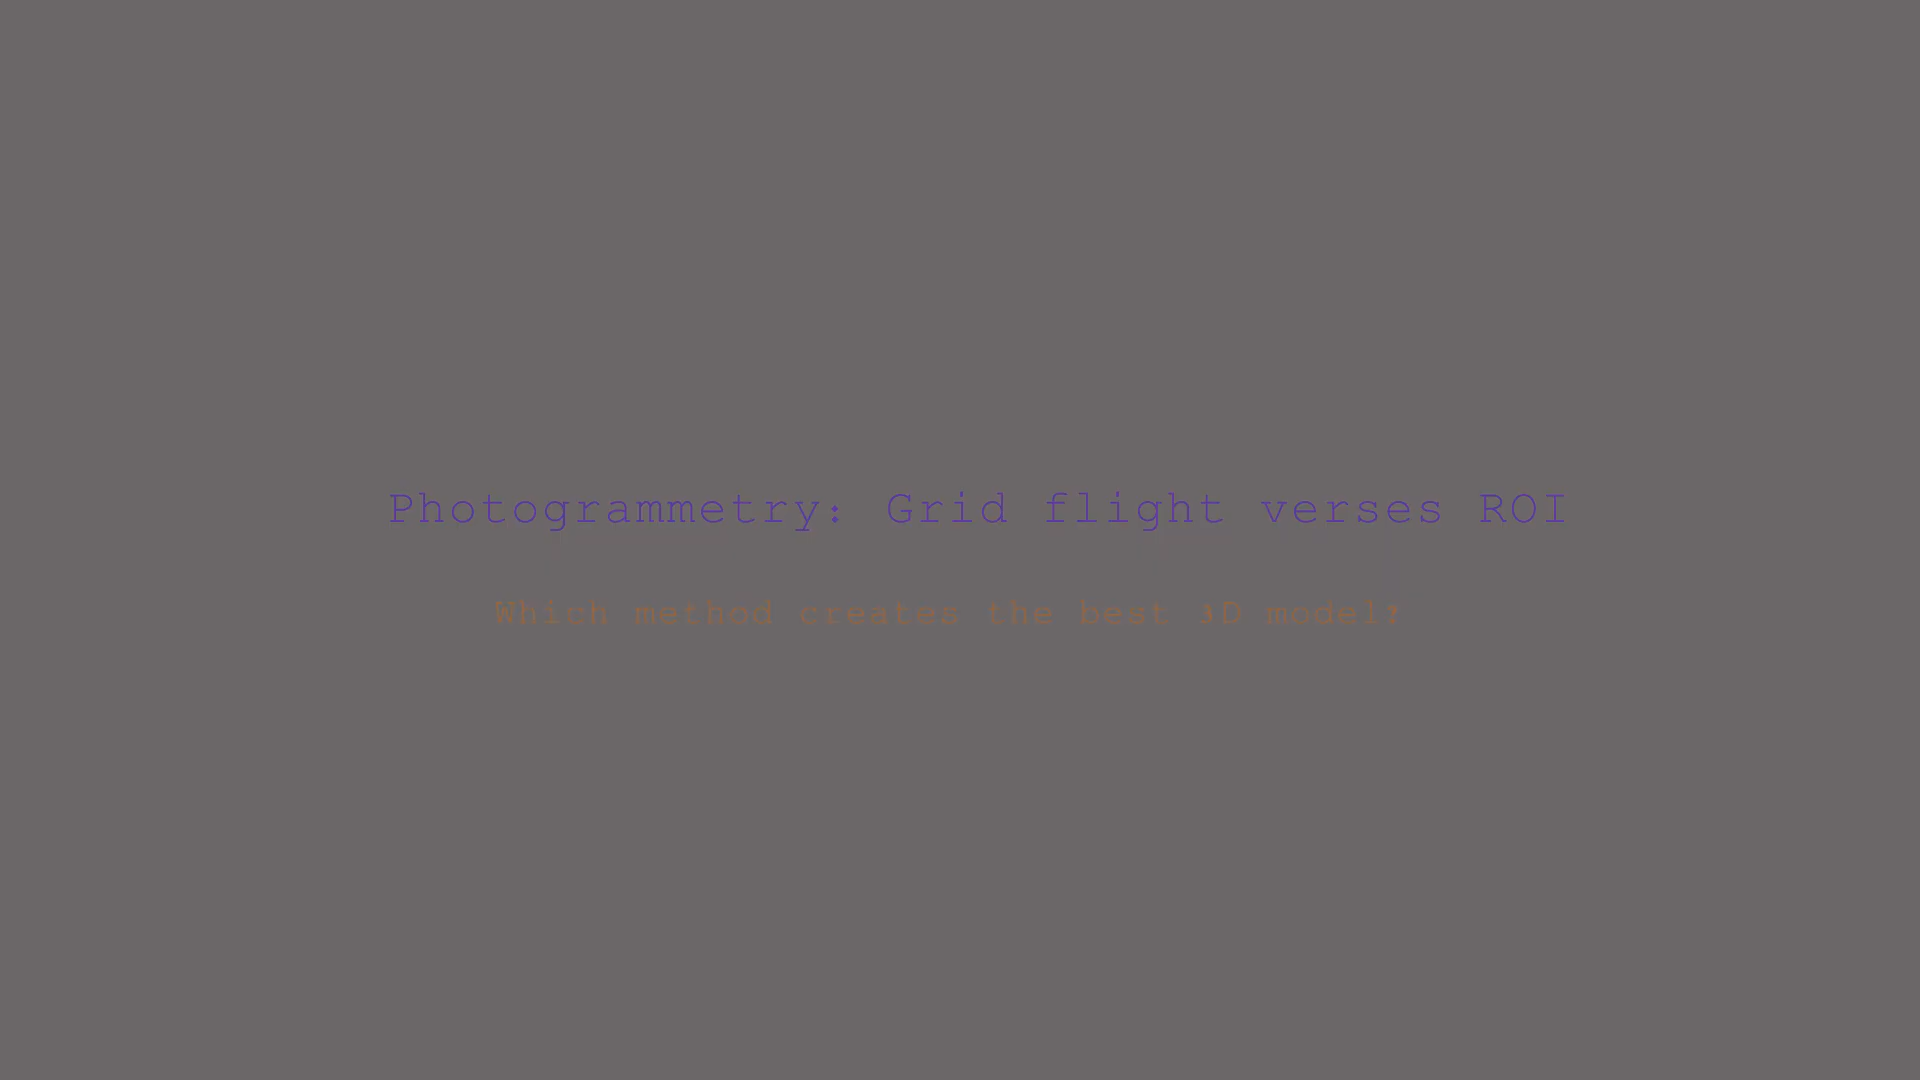 Photogrammetry: Grid flight verses ROI
Which method creates the best 3D model?